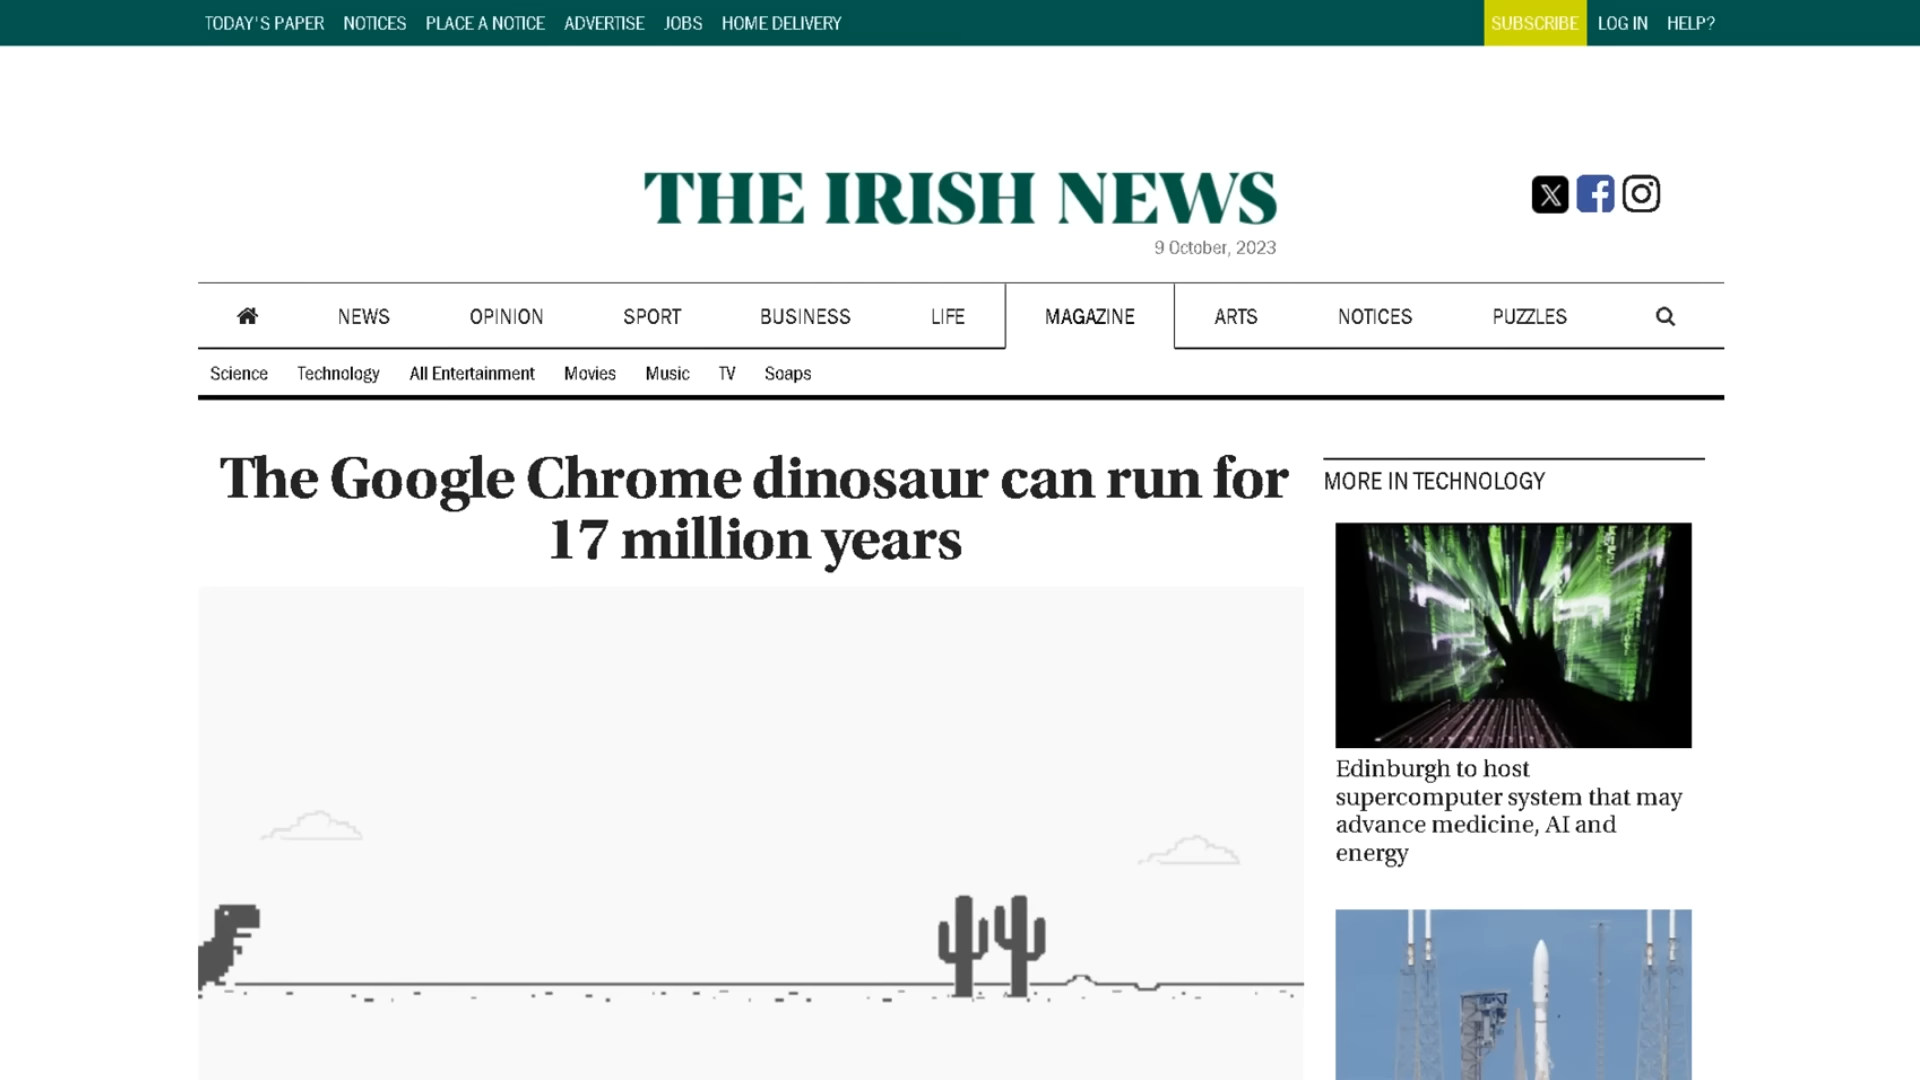 TODAY'S PAPER NOTICES PLACE A NOTICE ADVERTISE JOBS HOME DELIVERY SUBSCRIBE LOG IN HELP?
THE IRISH NEWS
9 October, 2023
NEWS OPINION SPORT BUSINESS LIFE MAGAZINE ARTS NOTICES PUZZLES
Science Technology All Entertainment Movies Music TV Soaps
The Google Chrome dinosaur can run for
17 million years
MORE IN TECHNOLOGY
Edinburgh to host
supercomputer system that may
advance medicine, AI and
energy